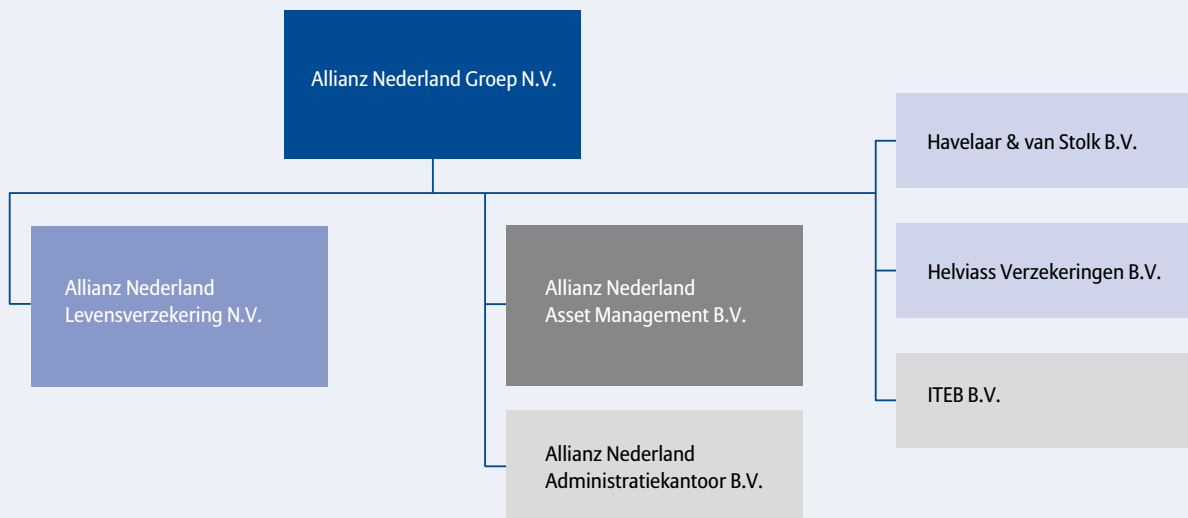 Allianz Nederland Groep N.V.
Havelaar & van Stolk B.V.
Allianz Nederland
Levensverzekering N.V.
Allianz Nederland
Asset Management B.V.
Helviass Verzekeringen B.V.
ITEB B.V.
Allianz Nederland
Administratiekantoor B.V.